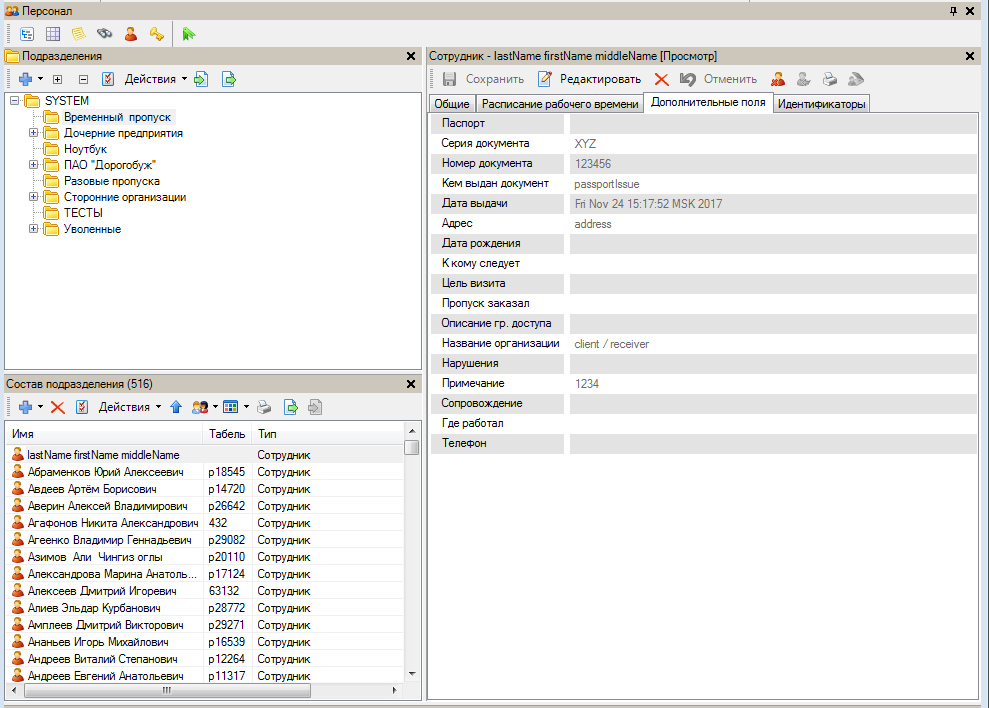 Персонал
Подразделения
Действия
SYSTEM
Временный пропуск
Дочерние предприятия
Ноутбук
ПАО "Дорогобуж"
Разовые пропуска
Сторонние организации
ТЕСТЫ
Уволенные
Состав подразделения (516)
Действия
Имя Табель Тип
lastName firstName middleName Сотрудник
Абраменков Юрий Алексеевич p18545 Сотрудник
Авдеев Артём Борисович p14720 Сотрудник
Аверин Алексей Владимирович p26642 Сотрудник
Агафонов Никита Александрович 432 Сотрудник
Агеенко Владимир Геннадьевич p29082 Сотрудник
Азимов Али Чингиз оглы p20110 Сотрудник
Александрова Марина Анатоль... p17124 Сотрудник
Алексеев Дмитрий Игоревич 63132 Сотрудник
Алиев Эльдар Курбанович p28772 Сотрудник
Амплеев Дмитрий Викторович p29271 Сотрудник
Ананьев Игорь Михайлович p16539 Сотрудник
Андреев Виталий Степанович p12264 Сотрудник
Андреев Евгений Анатольевич p11317 Сотрудник
Сотрудник - lastName firstName middleName [Просмотр]
Сохранить Редактировать Отменить
Общие Расписание рабочего времени Дополнительные поля Идентификаторы
Паспорт
Серия документа XYZ
Номер документа 123456
Кем выдан документ passportIssue
Дата выдачи Fri Nov 24 15:17:52 MSK 2017
Адрес address
Дата рождения
К кому следует
Цель визита
Пропуск заказал
Описание гр. доступа
Название организации client / receiver
Нарушения
Примечание 1234
Сопровождение
Где работал
Телефон